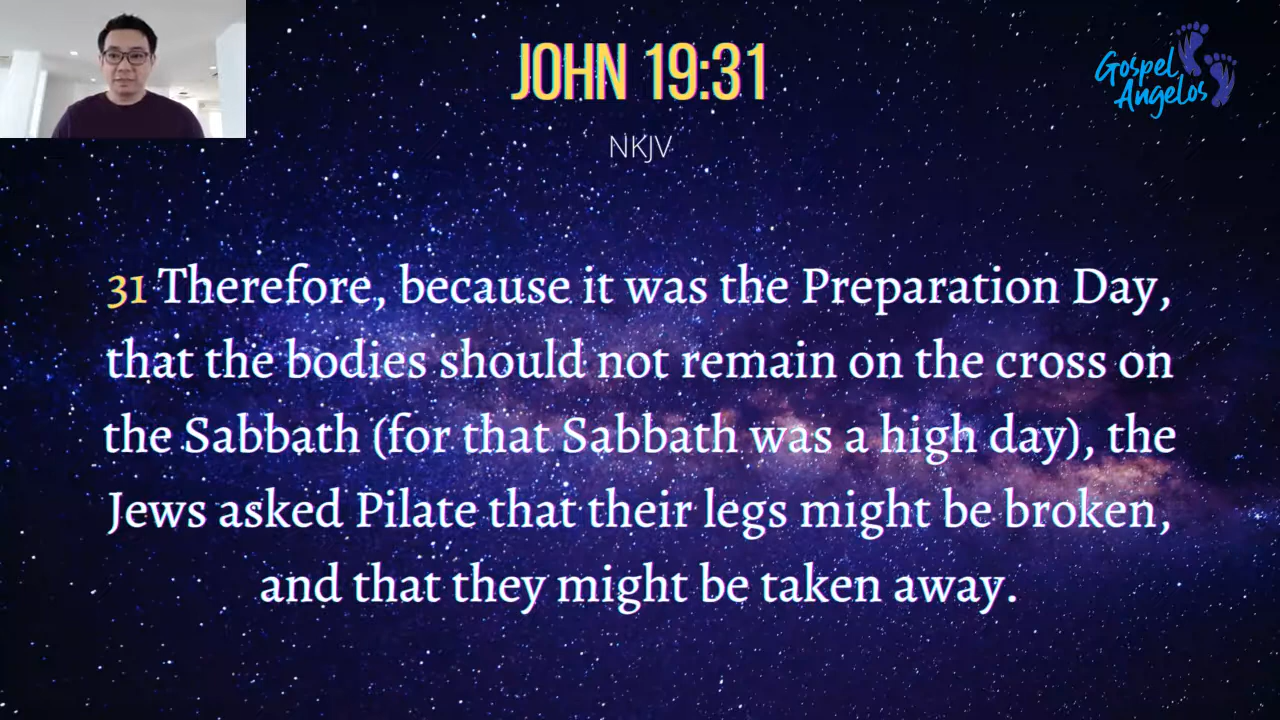 JOHN 19:31
Gospel
Angelos
NKJV
31 Therefore, because it was the Preparation Day,
that the bodies should not remain on the cross on
the Sabbath (for that Sabbath was a high day), the
Jews asked Pilate that their legs might be broken,
and that they might be taken away.